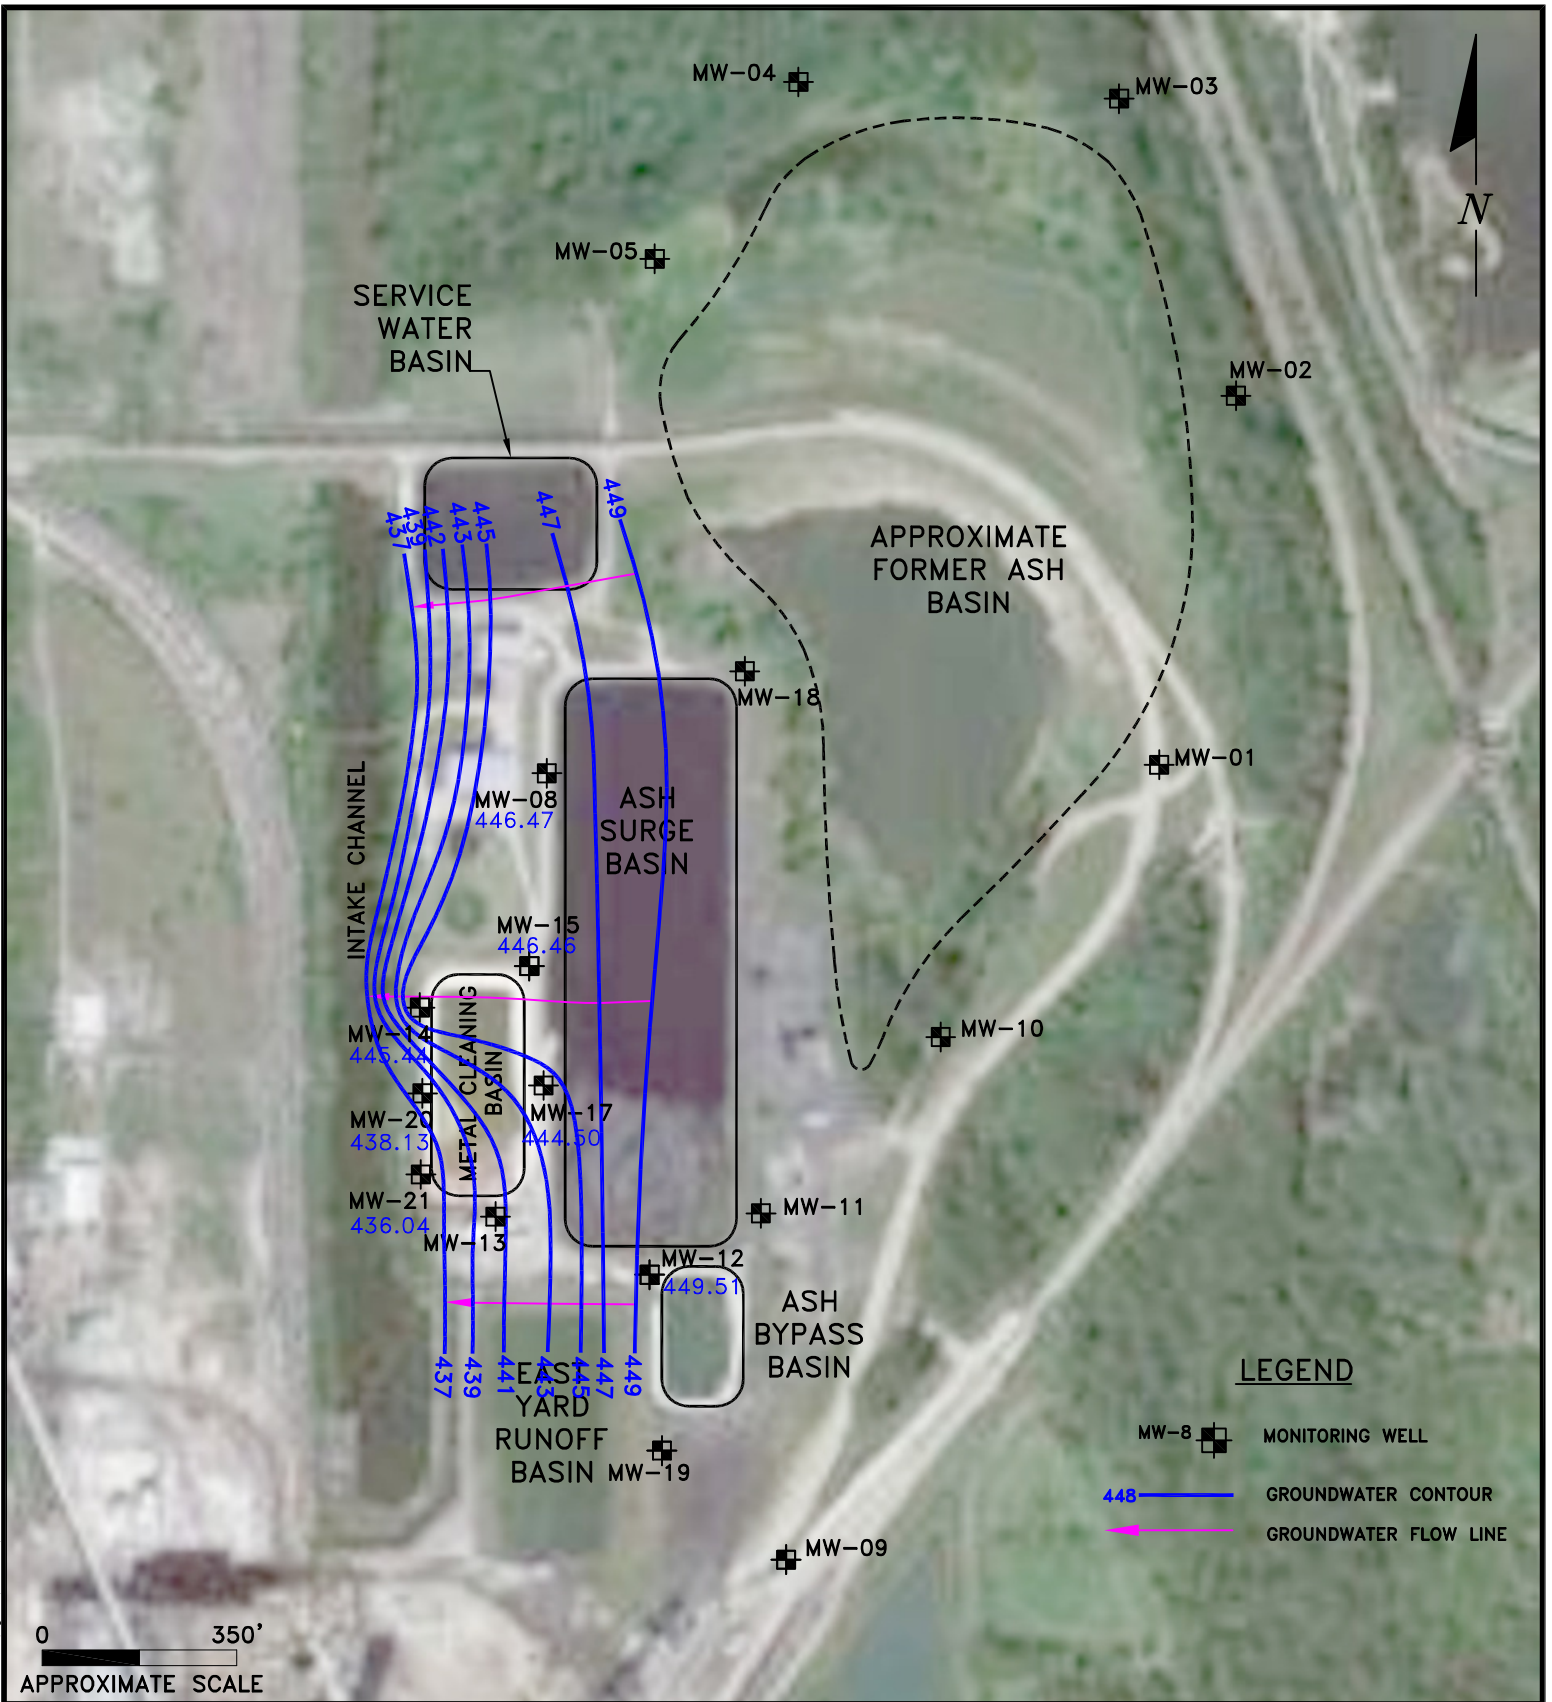 MW-04
MW-03
N
MW-05
SERVICE
WATER
BASIN
MW-02
437
439
442
443
445
447
449
APPROXIMATE
FORMER ASH
BASIN
MW-18
MW-01
MW-08
446.47
ASH
SURGE
BASIN
INTAKE CHANNEL
MW-15
446.46
MW-14
445.44
METAL CLEANING
BASIN
MW-10
MW-17
444.50
MW-20
438.13
MW-21
436.04
MW-13
MW-11
MW-12
449.51
ASH
BYPASS
BASIN
437
439
441
443
445
447
449
EAST
YARD
RUNOFF
BASIN
MW-19
MW-09
LEGEND
MW-8 MONITORING WELL
448 GROUNDWATER CONTOUR
GROUNDWATER FLOW LINE
0 350'
APPROXIMATE SCALE